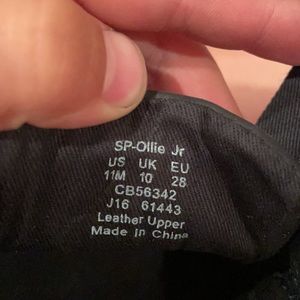 SP-Ollie Jr
US UK EU
11M 10 28
CB56342
J16 61443
Leather Upper
Made in China